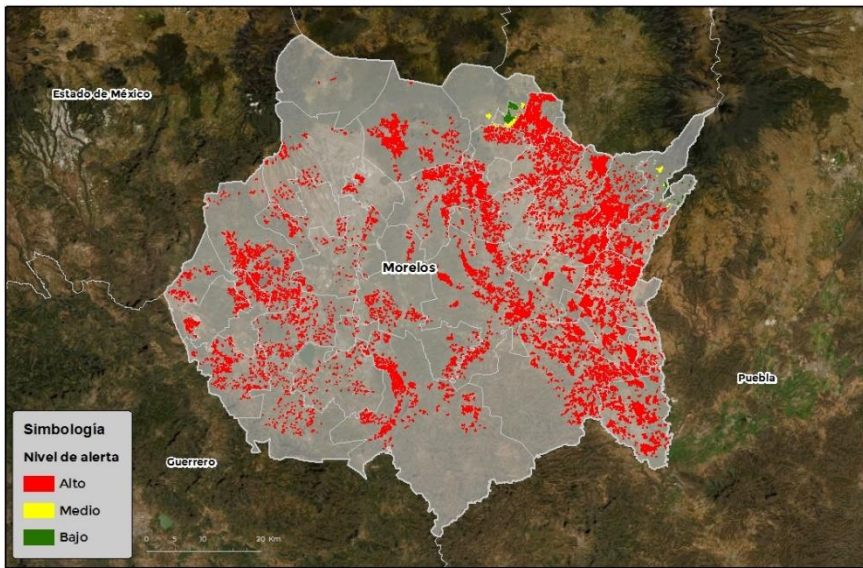 Estado de México
Morelos
Puebla
Guerrero
Simbología
Nivel de alerta
Alto
Medio
Bajo
0 5 10 20 Km